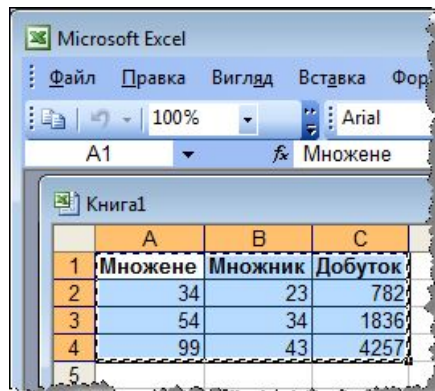 Microsoft Excel
Файл Правка Вигляд Вставка Фор
100% Arial
A1 fx Множене
Книга1
A B C
1 Множене Множник Добуток
2 34 23 782
3 54 34 1836
4 99 43 4257
5